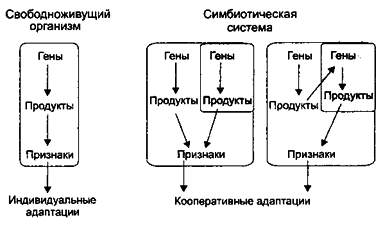 Свободноживущий
организм
Гены
Продукты
Признаки
Индивидуальные
адаптации
Симбиотическая
система
Гены Гены
Продукты Продукты
Признаки
Гены Гены
Продукты Продукты
Признаки
Кооперативные адаптации